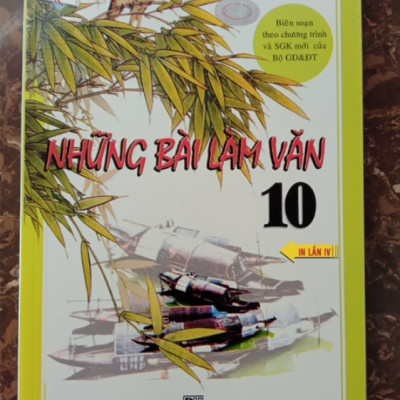 Biên soạn
theo chương trình
và SGK mới của
Bộ GD&ĐT
NHỮNG BÀI LÀM VĂN
10
IN LẦN IV